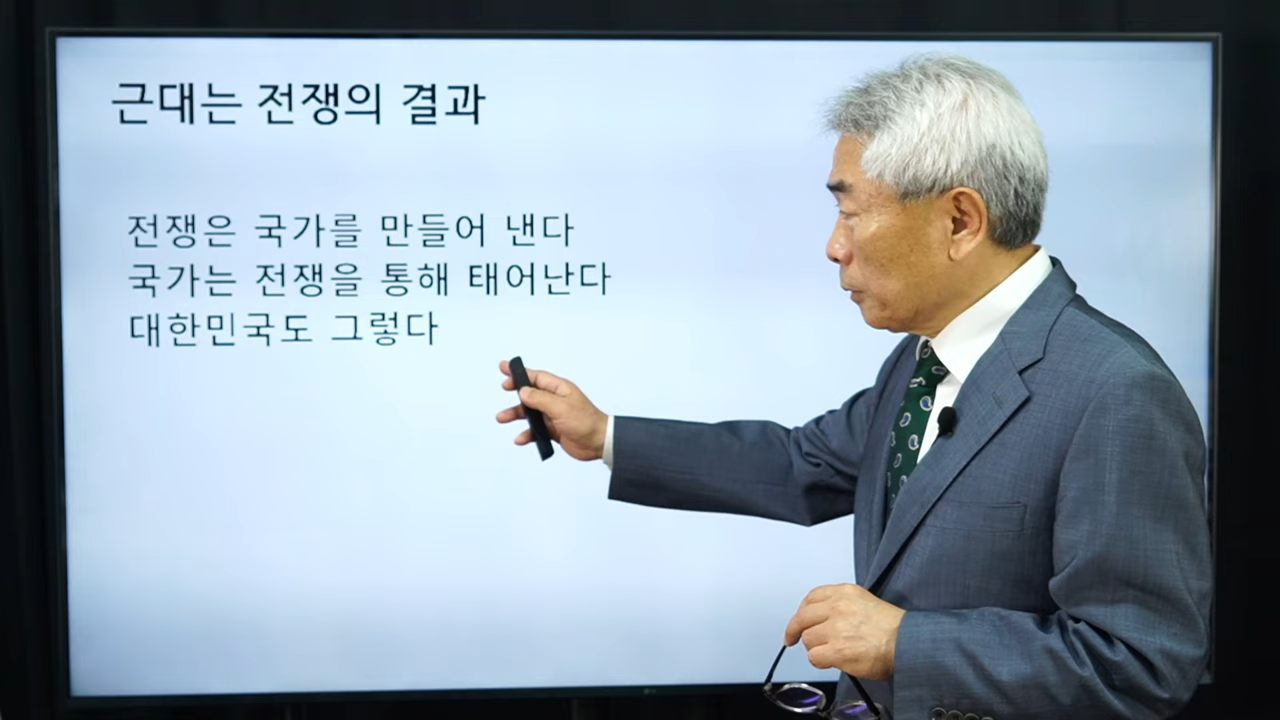 근대는 전쟁의 결과
전쟁은 국가를 만들어 낸다
국가는 전쟁을 통해 태어난다
대한민국도 그렇다